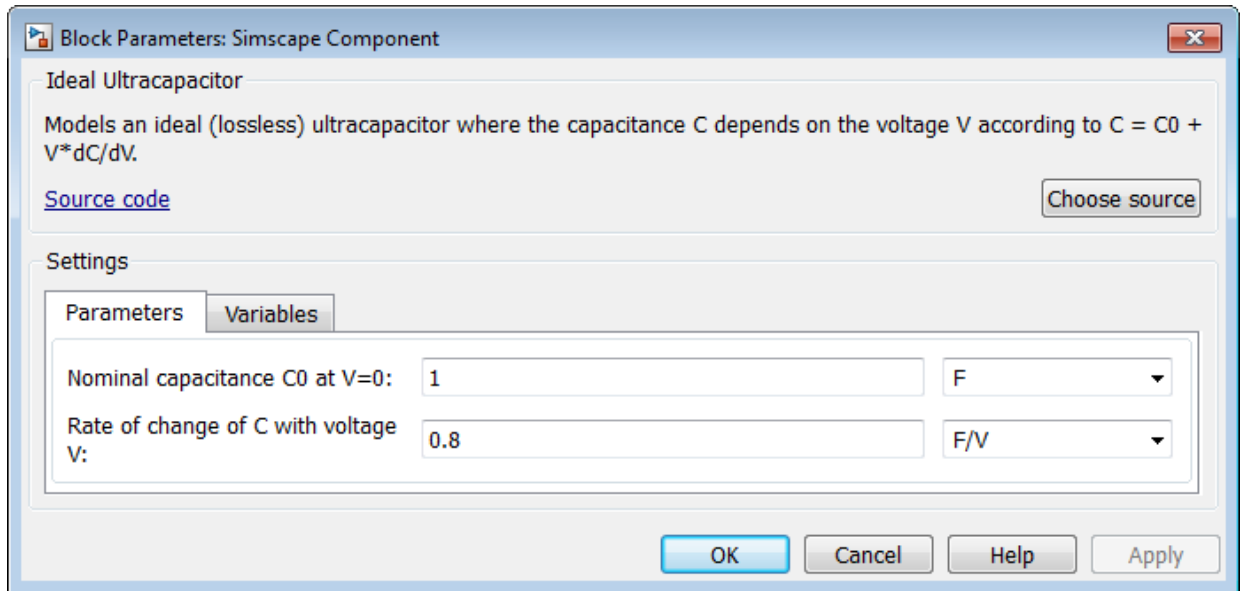 Block Parameters: Simscape Component
Ideal Ultracapacitor
Models an ideal (lossless) ultracapacitor where the capacitance C depends on the voltage V according to C = C0 +
V*dC/dV.
Source code
Choose source
Settings
Parameters
Variables
Nominal capacitance C0 at V=0:
1
F
Rate of change of C with voltage
V:
0.8
F/V
OK
Cancel
Help
Apply